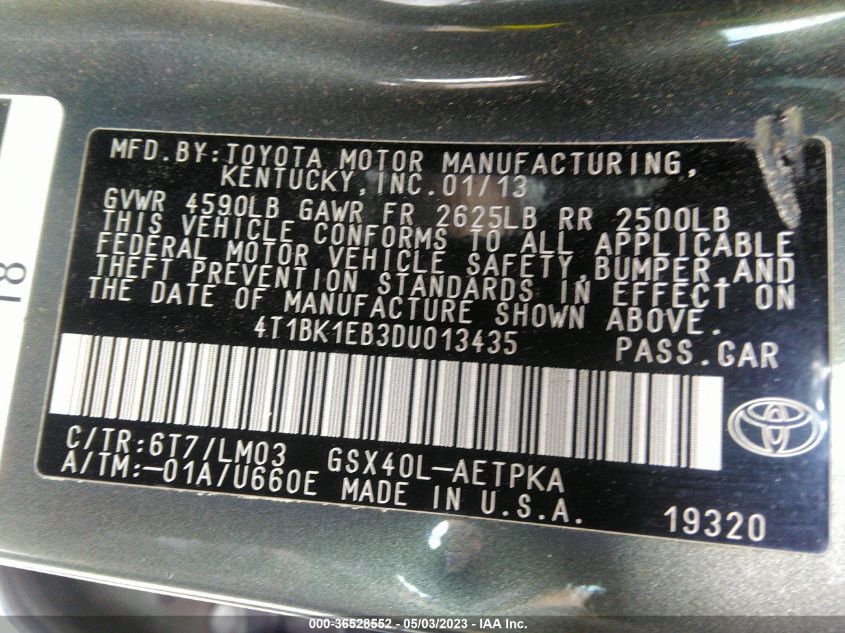 MFD.BY:TOYOTA MOTOR MANUFACTURING,
KENTUCKY,INC.01/13
GVWR 4590LB GAWR FR 2625LB RR 2500LB
THIS VEHICLE CONFORMS TO ALL APPLICABLE
FEDERAL MOTOR VEHICLE SAFETY,BUMPER,AND
THEFT PREVENTION STANDARDS IN EFFECT ON
THE DATE OF MANUFACTURE SHOWN ABOVE.
4T1BK1EB3DU013435 PASS.CAR
C/TR:6T7/LM03 GSX40L-AETPKA
A/TM:-01A/U660E MADE IN U.S.A. 19320
000-36528552 - 05/03/2023 - IAA Inc.